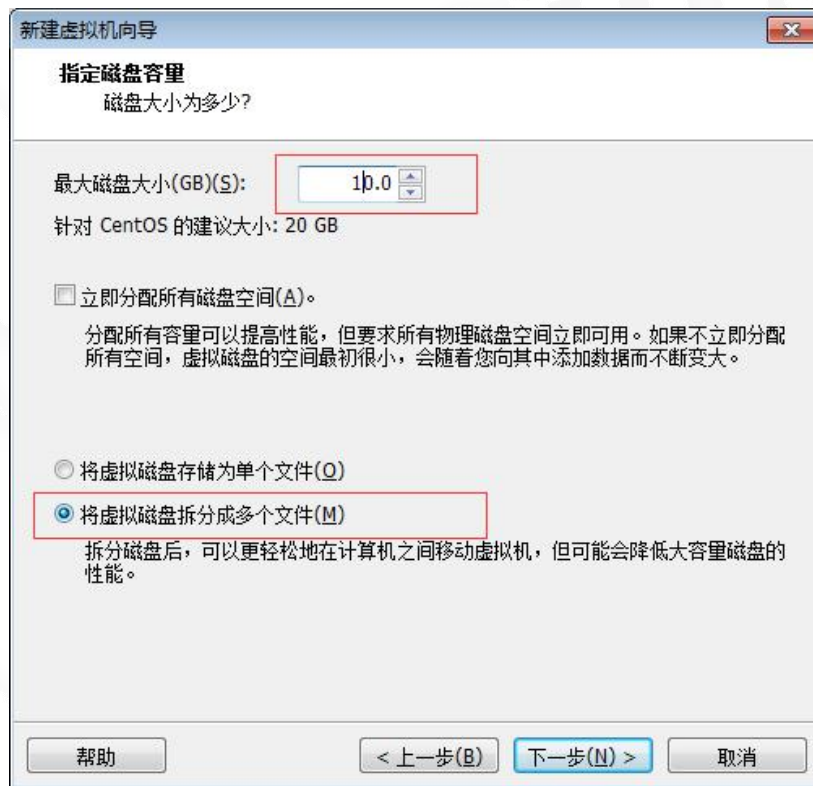 新建虚拟机向导
指定磁盘容量
磁盘大小为多少?
最大磁盘大小(GB)(S): 10.0
针对 CentOS 的建议大小: 20 GB
立即分配所有磁盘空间(A)。
分配所有容量可以提高性能，但要求所有物理磁盘空间立即可用。如果不立即分配
所有空间，虚拟磁盘的空间最初很小，会随着您向其中添加数据而不断变大。
将虚拟磁盘存储为单个文件(O)
将虚拟磁盘拆分成多个文件(M)
拆分磁盘后，可以更轻松地在计算机之间移动虚拟机，但可能会降低大容量磁盘的
性能。
帮助 < 上一步(B) 下一步(N) > 取消